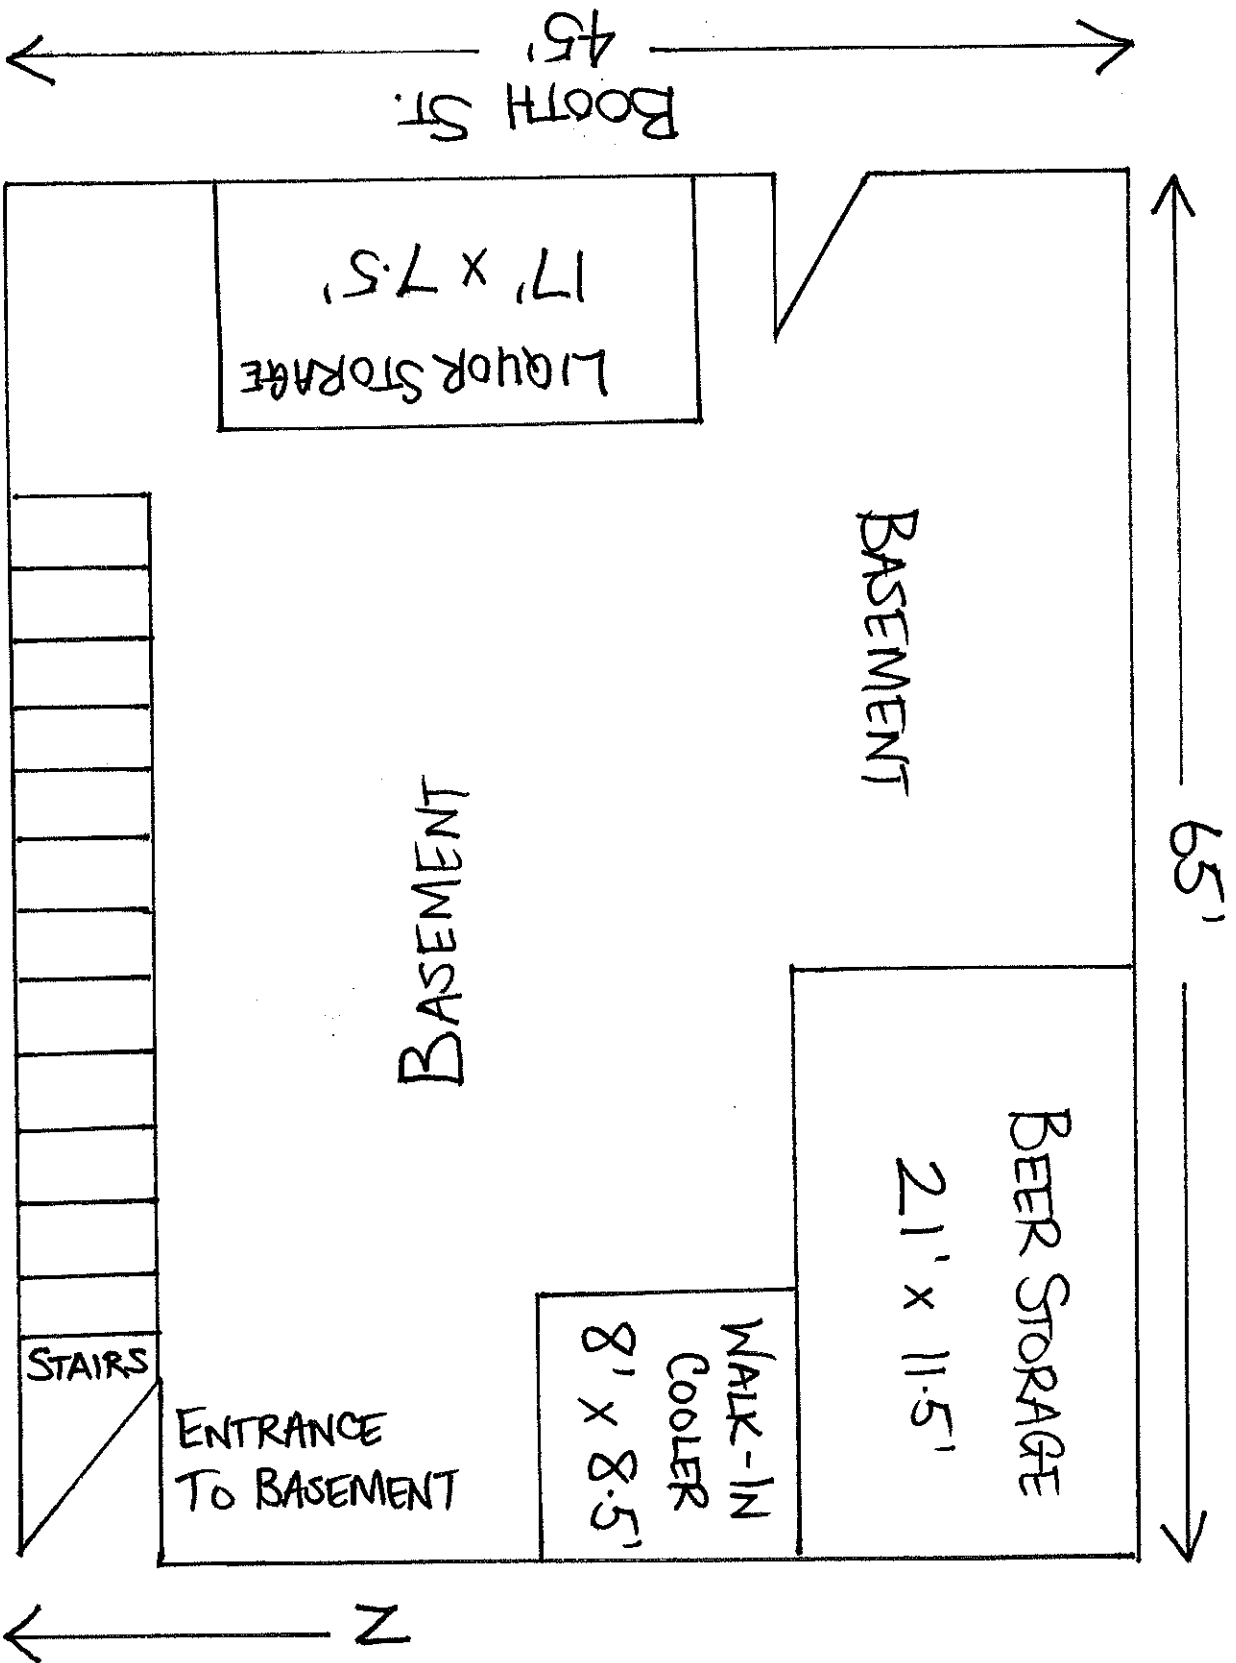 45'
BOOTH ST.
17' x 7.5'
LIQUOR STORAGE
BASEMENT
BASEMENT
65'
BEER STORAGE
21' x 11.5'
WALK-IN
COOLER
8' x 8.5'
STAIRS
ENTRANCE
TO BASEMENT
N